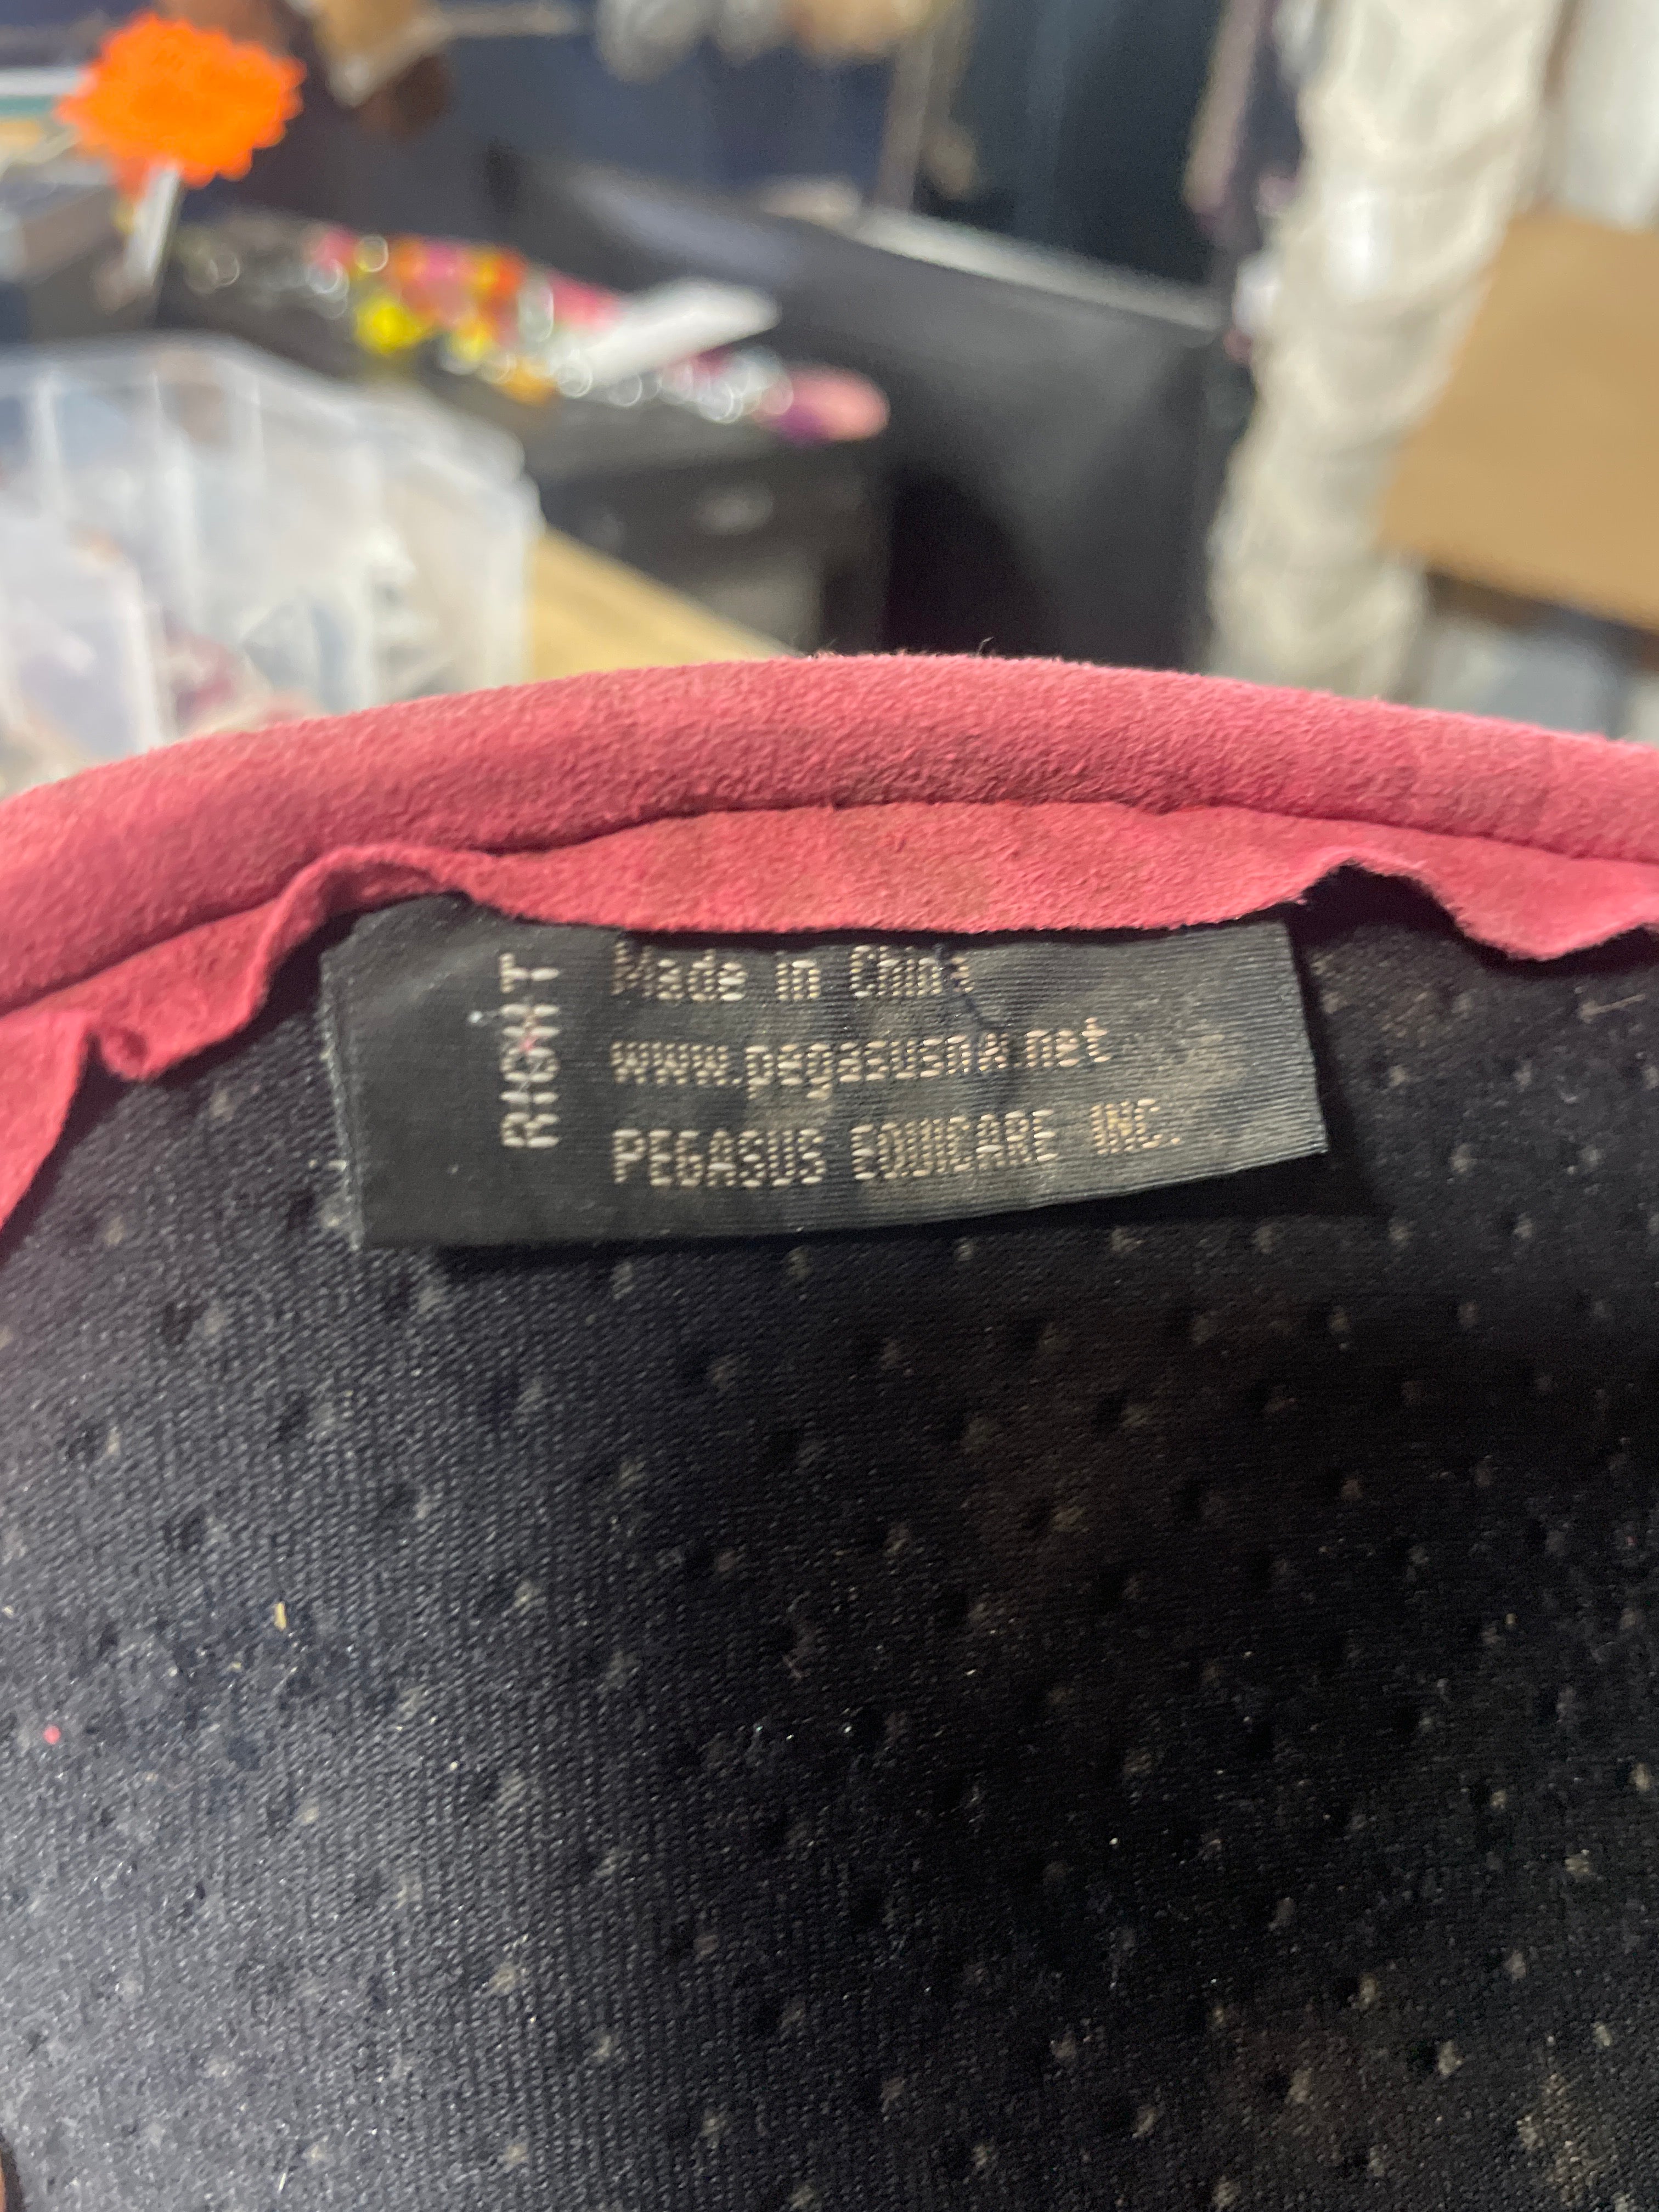 RIGHT
Made in China
www.pegasusna.net
PEGASUS EQUICARE INC.